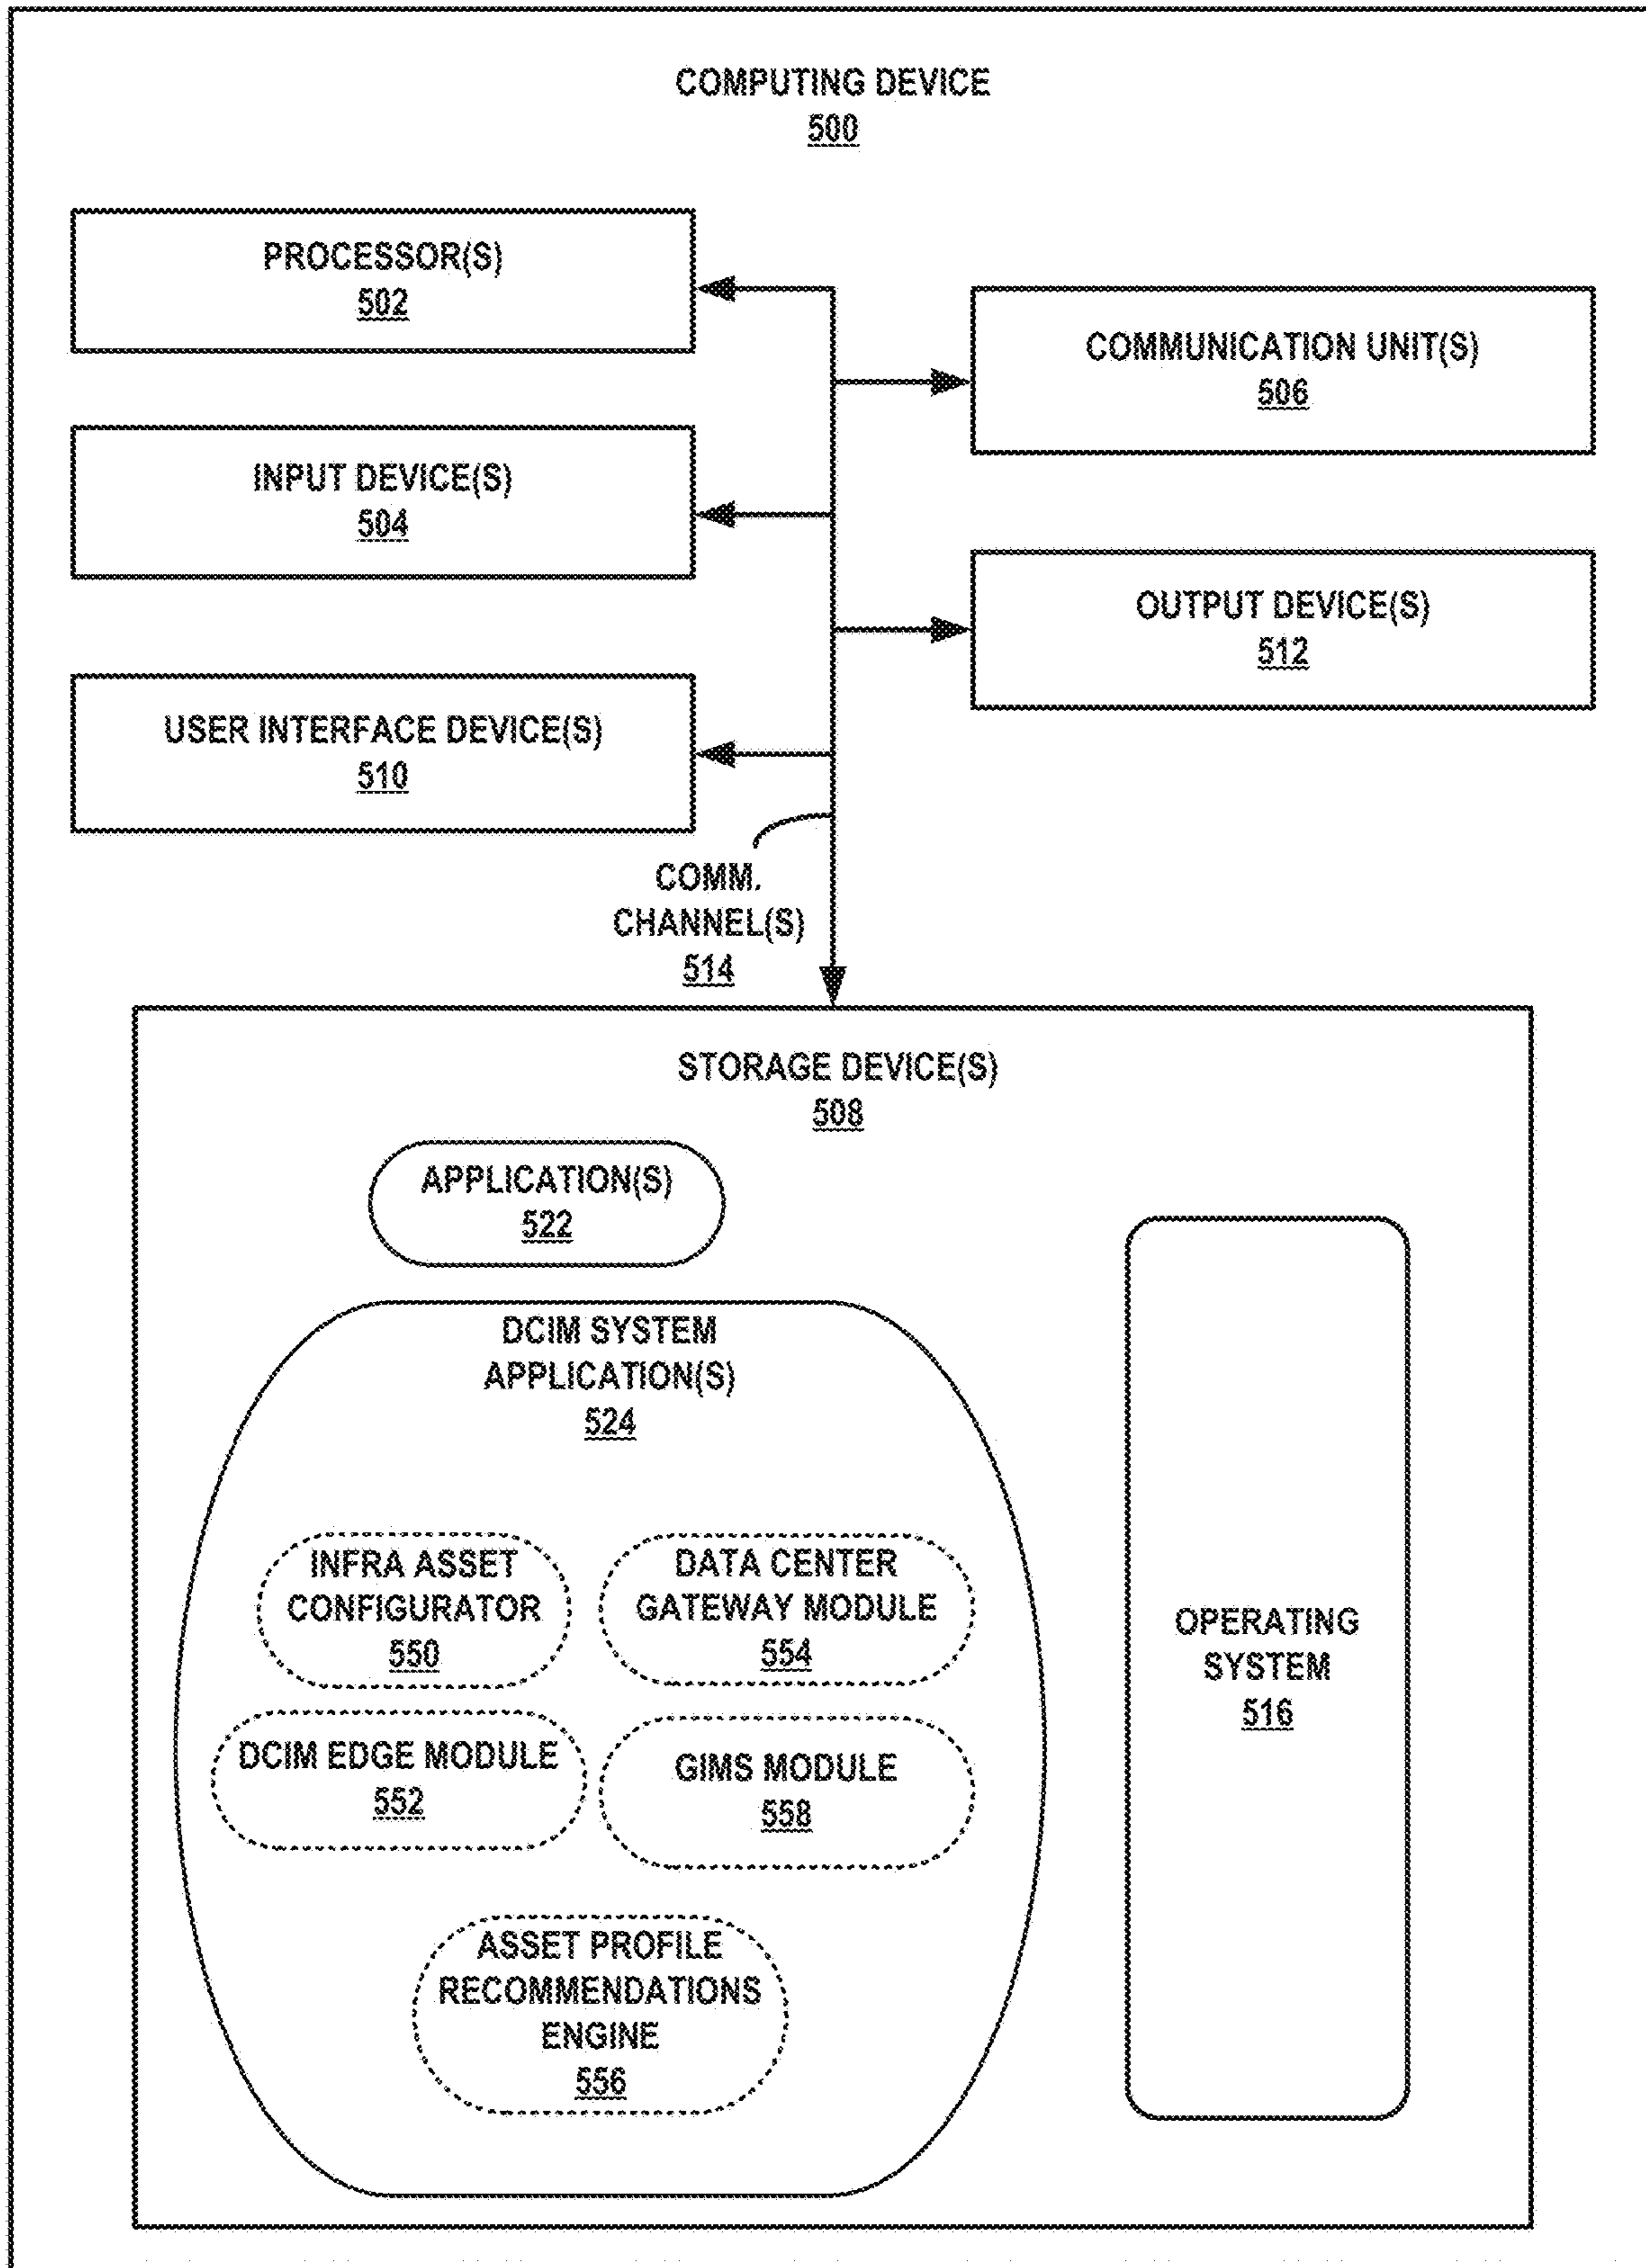 COMPUTING DEVICE
500
PROCESSOR(S)
502
COMMUNICATION UNIT(S)
506
INPUT DEVICE(S)
504
OUTPUT DEVICE(S)
512
USER INTERFACE DEVICE(S)
510
COMM.
CHANNEL(S)
514
STORAGE DEVICE(S)
508
APPLICATION(S)
522
DCIM SYSTEM
APPLICATION(S)
524
INFRA ASSET
CONFIGURATOR
550
DATA CENTER
GATEWAY MODULE
554
DCIM EDGE MODULE
552
GIMS MODULE
558
ASSET PROFILE
RECOMMENDATIONS
ENGINE
556
OPERATING
SYSTEM
516